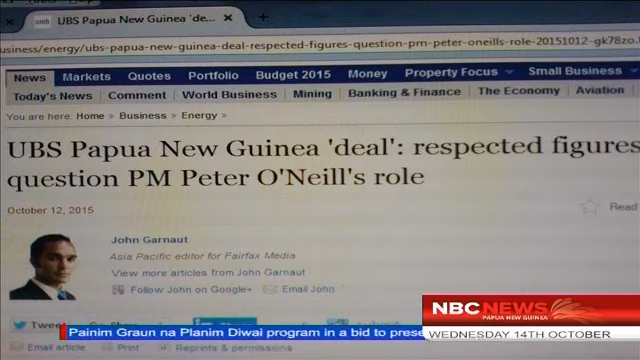 smh UBS Papua New Guinea 'de... ×
usiness/energy/ubs-papua-new-guinea-deal-respected-figures-question-pm-peter-oneills-role-20151012-gk78zo.
News Markets Quotes Portfolio Budget 2015 Money Property Focus Small Business
Today's News Comment World Business Mining Banking & Finance The Economy Aviation
You are here: Home » Business » Energy »
UBS Papua New Guinea 'deal': respected figures
question PM Peter O'Neill's role
October 12, 2015
Read
John Garnaut
Asia Pacific editor for Fairfax Media
View more articles from John Garnaut
Follow John on Google+ Email John
Tweet
NBC NEWS
PAPUA NEW GUINEA
Painim Graun na Planim Diwai program in a bid to prese
WEDNESDAY 14TH OCTOBER
Email article Print Reprints & permissions